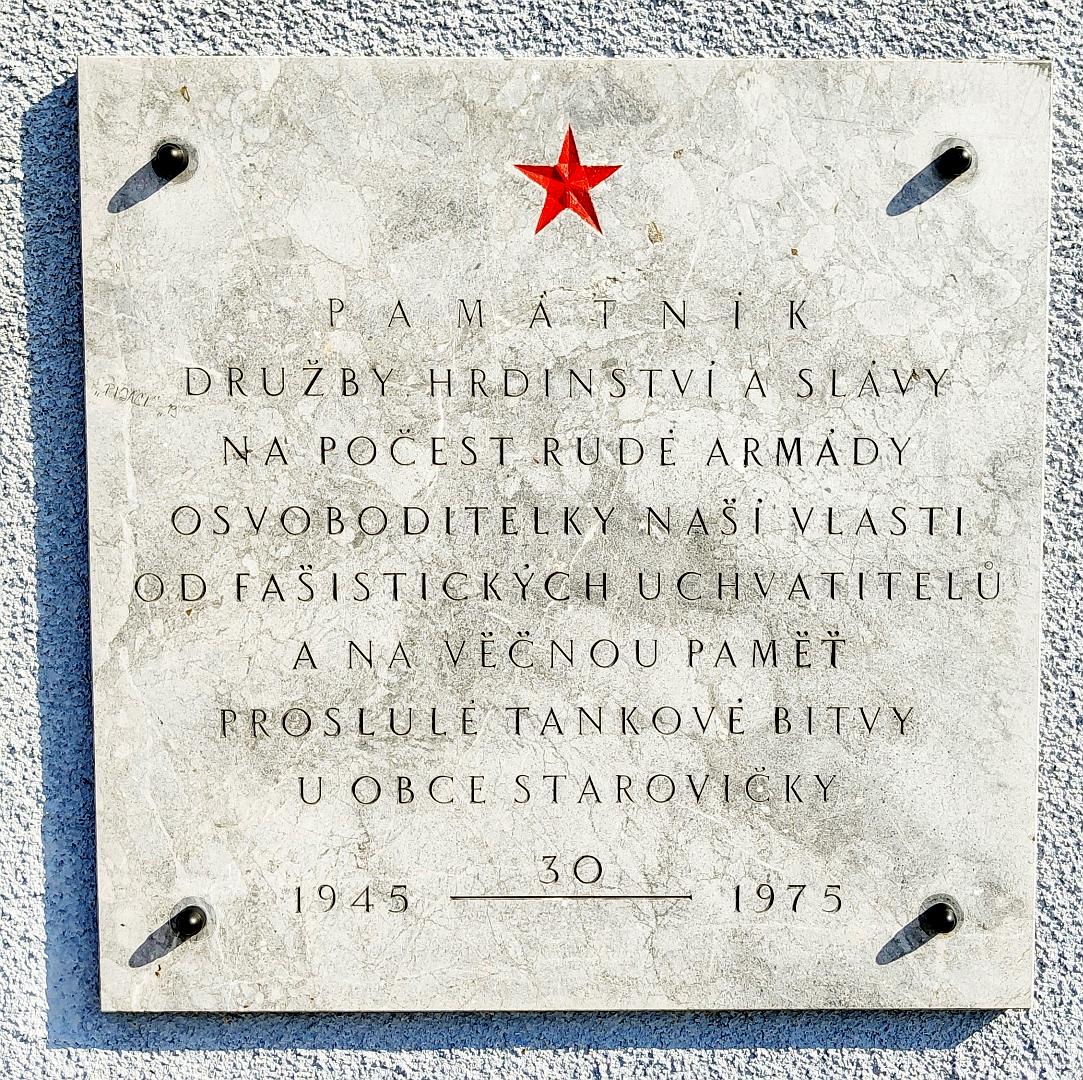 PAMÁTNÍK
DRUŽBY HRDINSTVÍ A SLÁVY
NA POČEST RUDÉ ARMÁDY
OSVOBODITELKY NAŠÍ VLASTI
OD FAŠISTICKÝCH UCHVATITELŮ
A NA VĚČNOU PAMĚŤ
PROSLULÉ TANKOVÉ BITVY
U OBCE STAROVIČKY
30
1945 1975